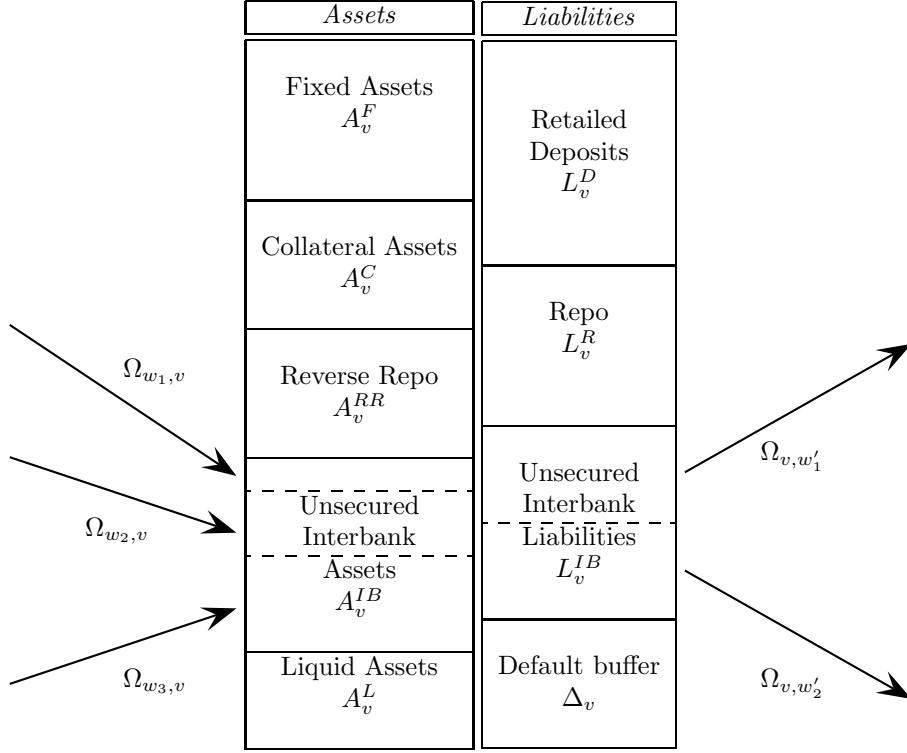 Assets
Fixed Assets
A_v^F
Collateral Assets
A_v^C
Reverse Repo
A_v^{RR}
Unsecured
Interbank
Assets
A_v^{IB}
Liquid Assets
A_v^L
Liabilities
Retailed
Deposits
L_v^D
Repo
L_v^R
Unsecured
Interbank
Liabilities
L_v^{IB}
Default buffer
Δ_v
Ω_{w_1,v}
Ω_{w_2,v}
Ω_{w_3,v}
Ω_{v,w'_1}
Ω_{v,w'_2}